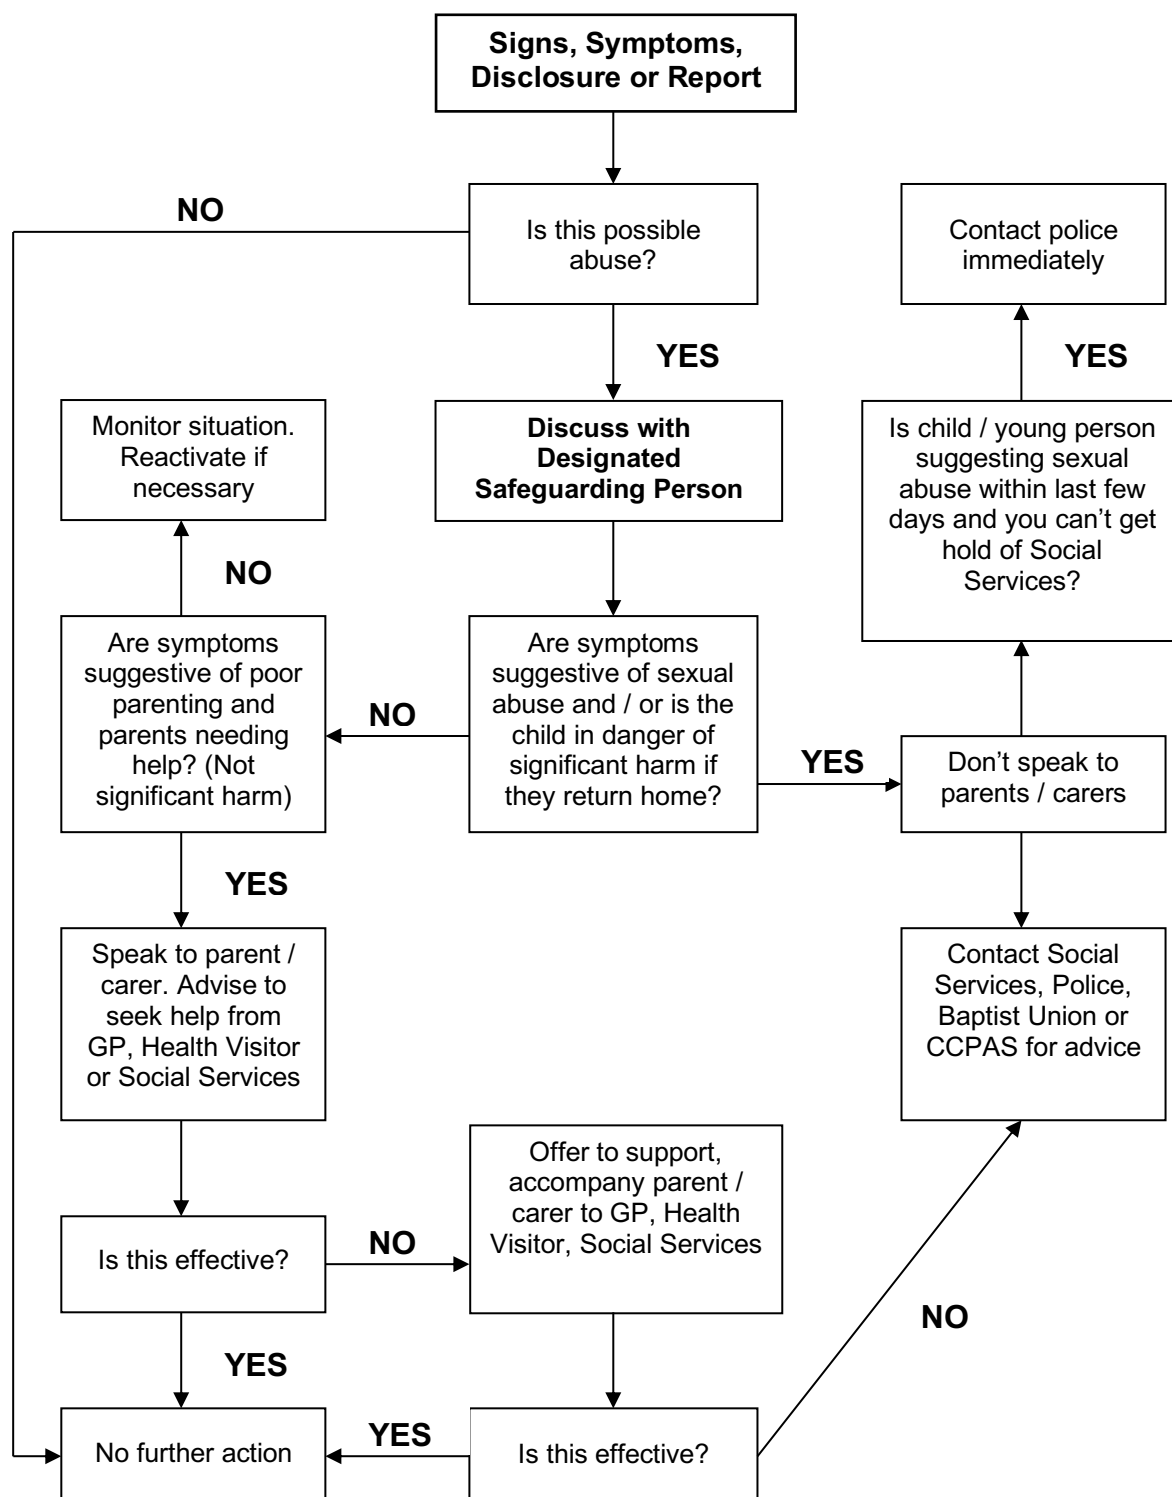 Signs, Symptoms,
Disclosure or Report
NO
Is this possible
abuse?
Contact police
immediately
YES
YES
Monitor situation.
Reactivate if
necessary
Discuss with
Designated
Safeguarding Person
Is child / young person
suggesting sexual
abuse within last few
days and you can’t get
hold of Social
Services?
NO
Are symptoms
suggestive of poor
parenting and
parents needing
help? (Not
significant harm)
NO
Are symptoms
suggestive of sexual
abuse and / or is the
child in danger of
significant harm if
they return home?
YES
Don’t speak to
parents / carers
YES
Speak to parent /
carer. Advise to
seek help from
GP, Health Visitor
or Social Services
Contact Social
Services, Police,
Baptist Union or
CCPAS for advice
Offer to support,
accompany parent /
carer to GP, Health
Visitor, Social Services
Is this effective?
NO
NO
YES
No further action
YES
Is this effective?